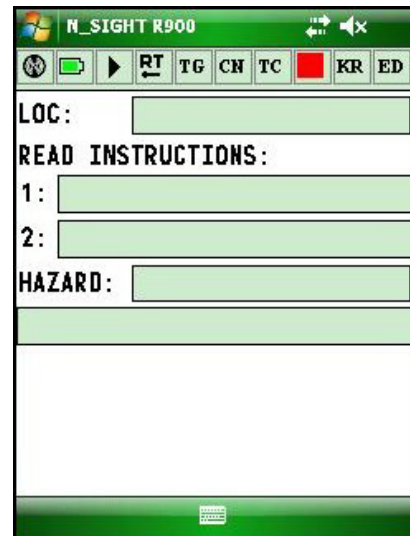 N_SIGHT R900
RT TG CN TC KR ED
LOC:
READ INSTRUCTIONS:
1:
2:
HAZARD: